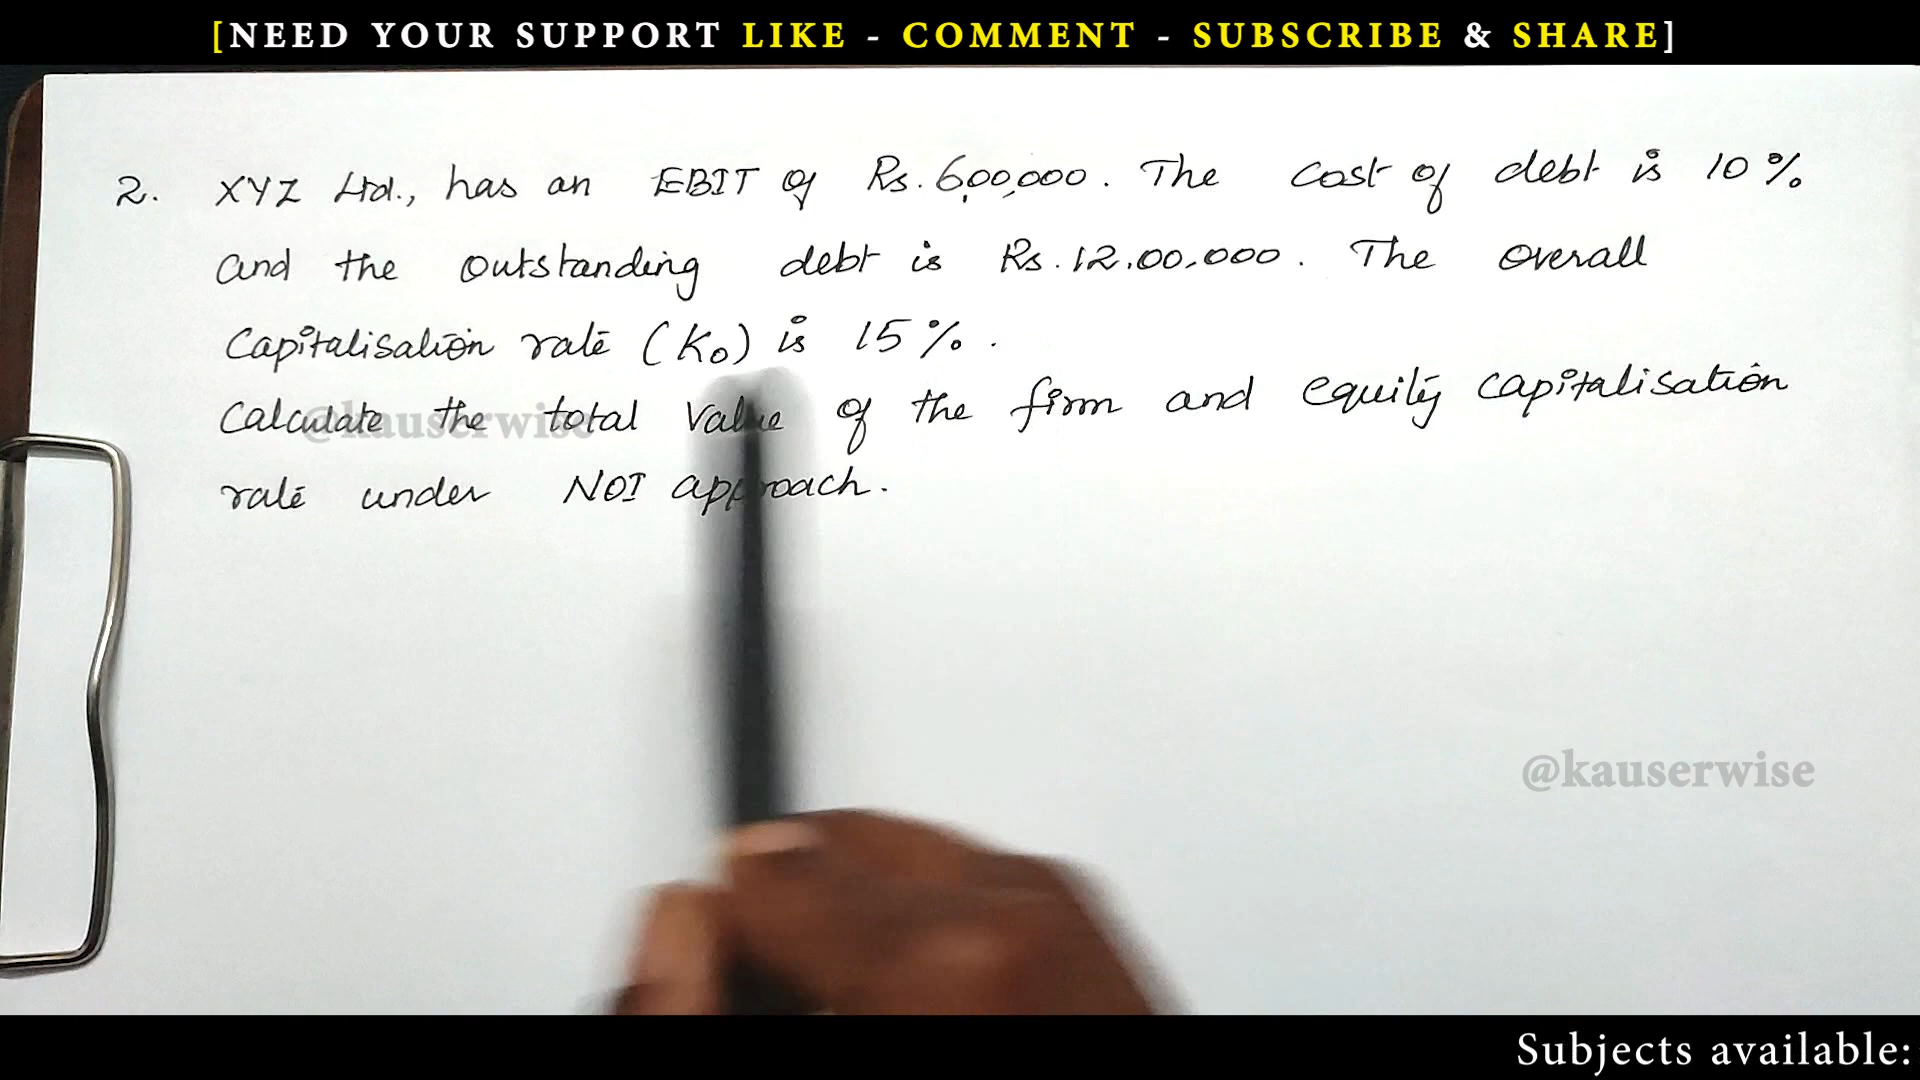 [NEED YOUR SUPPORT LIKE - COMMENT - SUBSCRIBE & SHARE]
2. XYZ Ltd., has an EBIT of Rs. 6,00,000. The cost of debt is 10%
and the outstanding debt is Rs. 12,00,000. The overall
Capitalisation rate (Ko) is 15%.
Calculate the total value of the firm and equity capitalisation
@kauserwise
rate under NOI approach.
@kauserwise
Subjects available: